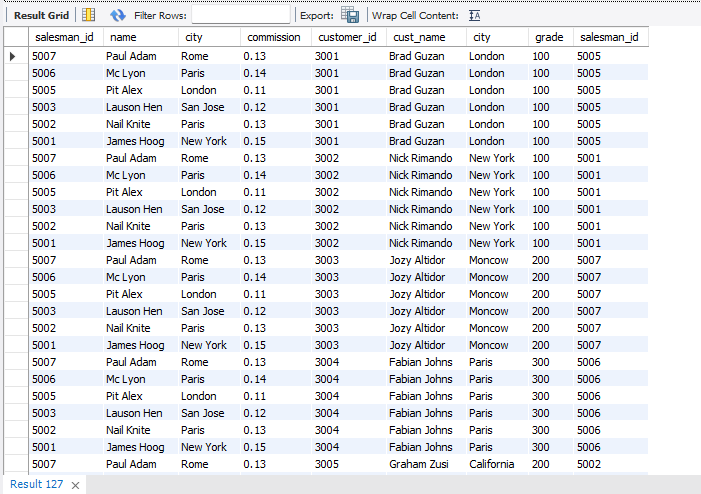 Result Grid Filter Rows: Export: Wrap Cell Content: IA
salesman_id name city commission customer_id cust_name city grade salesman_id
5007 Paul Adam Rome 0.13 3001 Brad Guzan London 100 5005
5006 Mc Lyon Paris 0.14 3001 Brad Guzan London 100 5005
5005 Pit Alex London 0.11 3001 Brad Guzan London 100 5005
5003 Lauson Hen San Jose 0.12 3001 Brad Guzan London 100 5005
5002 Nail Knite Paris 0.13 3001 Brad Guzan London 100 5005
5001 James Hoog New York 0.15 3001 Brad Guzan London 100 5005
5007 Paul Adam Rome 0.13 3002 Nick Rimando New York 100 5001
5006 Mc Lyon Paris 0.14 3002 Nick Rimando New York 100 5001
5005 Pit Alex London 0.11 3002 Nick Rimando New York 100 5001
5003 Lauson Hen San Jose 0.12 3002 Nick Rimando New York 100 5001
5002 Nail Knite Paris 0.13 3002 Nick Rimando New York 100 5001
5001 James Hoog New York 0.15 3002 Nick Rimando New York 100 5001
5007 Paul Adam Rome 0.13 3003 Jozy Altidor Moncow 200 5007
5006 Mc Lyon Paris 0.14 3003 Jozy Altidor Moncow 200 5007
5005 Pit Alex London 0.11 3003 Jozy Altidor Moncow 200 5007
5003 Lauson Hen San Jose 0.12 3003 Jozy Altidor Moncow 200 5007
5002 Nail Knite Paris 0.13 3003 Jozy Altidor Moncow 200 5007
5001 James Hoog New York 0.15 3003 Jozy Altidor Moncow 200 5007
5007 Paul Adam Rome 0.13 3004 Fabian Johns Paris 300 5006
5006 Mc Lyon Paris 0.14 3004 Fabian Johns Paris 300 5006
5005 Pit Alex London 0.11 3004 Fabian Johns Paris 300 5006
5003 Lauson Hen San Jose 0.12 3004 Fabian Johns Paris 300 5006
5002 Nail Knite Paris 0.13 3004 Fabian Johns Paris 300 5006
5001 James Hoog New York 0.15 3004 Fabian Johns Paris 300 5006
5007 Paul Adam Rome 0.13 3005 Graham Zusi California 200 5002
Result 127